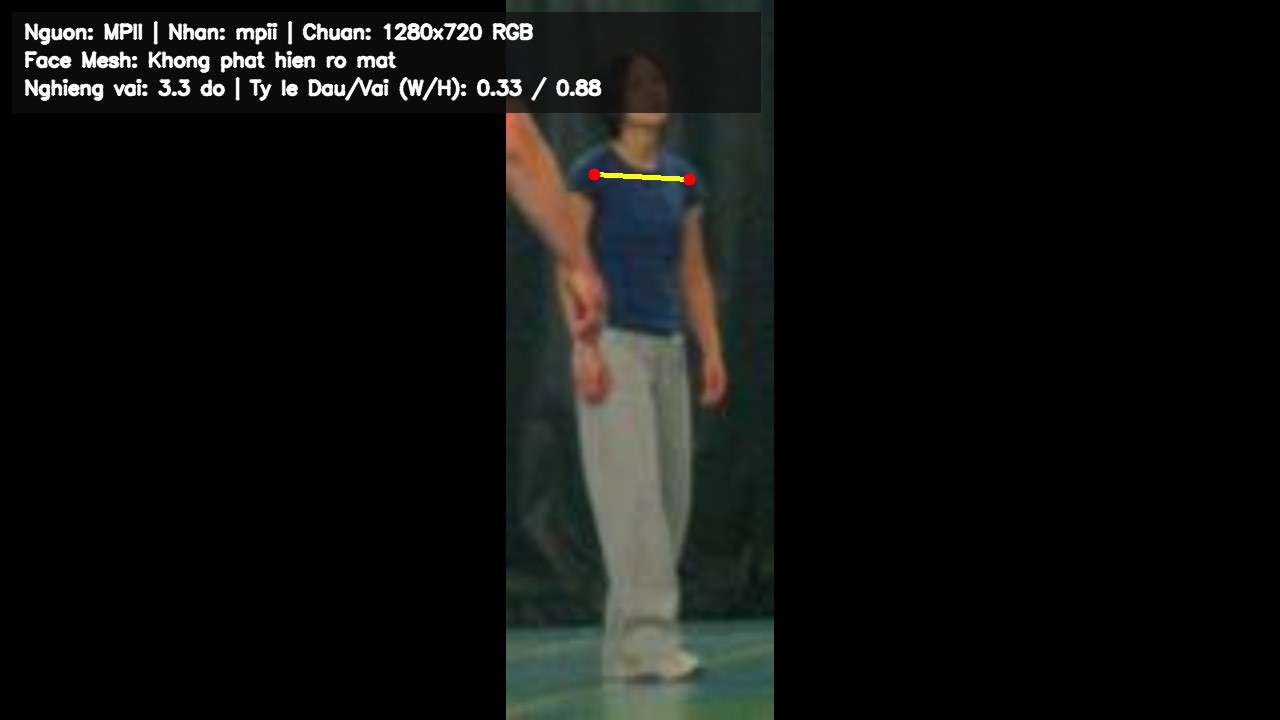 Nguon: MPII | Nhan: mpii | Chuan: 1280x720 RGB
Face Mesh: Khong phat hien ro mat
Nghieng vai: 3.3 do | Ty le Dau/Vai (W/H): 0.33 / 0.88